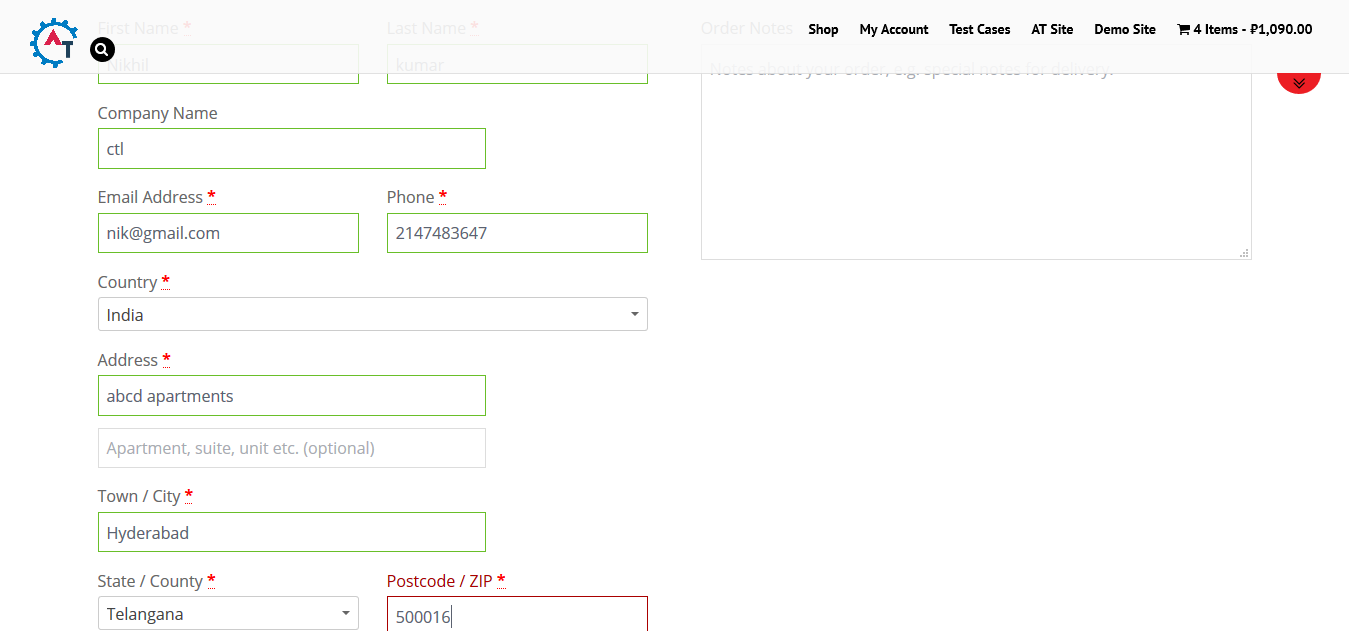 First Name *
Last Name *
Order Notes
Shop
My Account
Test Cases
AT Site
Demo Site
4 Items - ₽1,090.00
AT
Nikhil
kumar
Notes about your order, e.g. special notes for delivery.
Company Name
ctl
Email Address *
Phone *
nik@gmail.com
2147483647
Country *
India
Address *
abcd apartments
Apartment, suite, unit etc. (optional)
Town / City *
Hyderabad
State / County *
Postcode / ZIP *
Telangana
500016